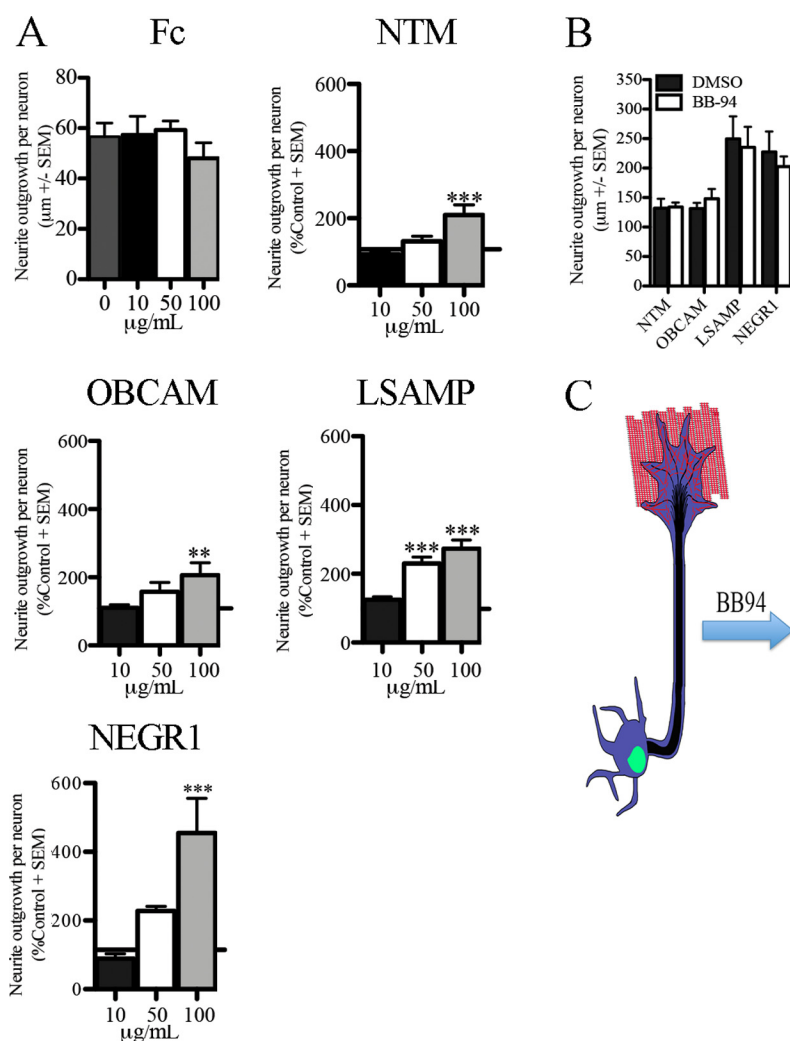 A
Fc
Neurite outgrowth per neuron
(µm +/- SEM)
80
60
40
20
0
0 10 50 100
µg/mL
NTM
Neurite outgrowth per neuron
(%Control + SEM)
600
400
200
0
***
10 50 100
µg/mL
B
Neurite outgrowth per neuron
(µm +/- SEM)
350
300
250
200
150
100
50
0
DMSO
BB-94
NTM
OBCAM
LSAMP
NEGR1
OBCAM
Neurite outgrowth per neuron
(%Control + SEM)
600
400
200
0
**
10 50 100
µg/mL
LSAMP
Neurite outgrowth per neuron
(%Control + SEM)
600
400
200
0
***
***
10 50 100
µg/mL
C
BB94
NEGR1
Neurite outgrowth per neuron
(%Control + SEM)
600
400
200
0
***
10 50 100
µg/mL